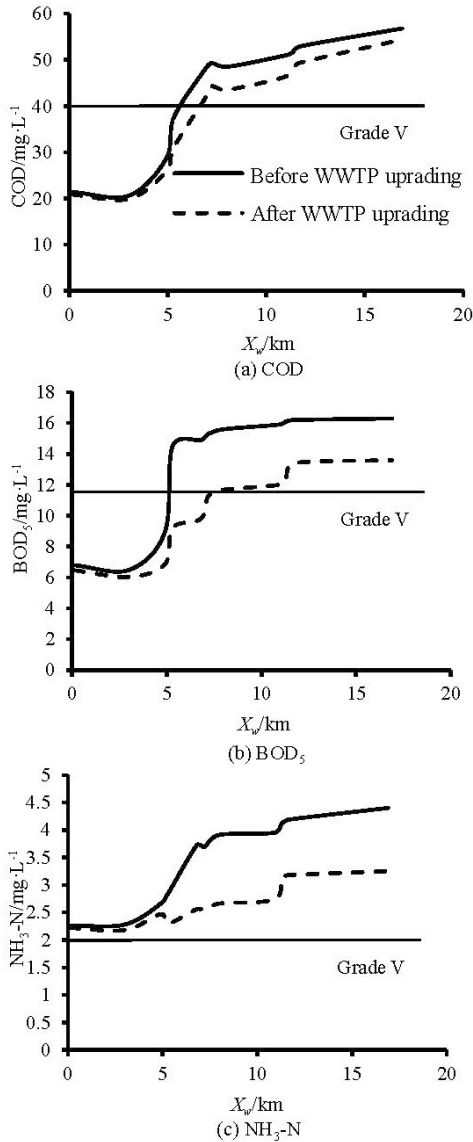 60
50
40
30
20
10
0
COD/mg·L-1
Grade V
Before WWTP uprading
After WWTP uprading
0 5 10 15 20
Xw/km
(a) COD
18
16
14
12
10
8
6
4
2
0
BOD5/mg·L-1
Grade V
0 5 10 15 20
Xw/km
(b) BOD5
5
4.5
4
3.5
3
2.5
2
1.5
1
0.5
0
NH3-N/mg·L-1
Grade V
0 5 10 15 20
Xw/km
(c) NH3-N